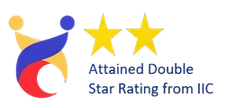 Attained Double
Star Rating from IIC